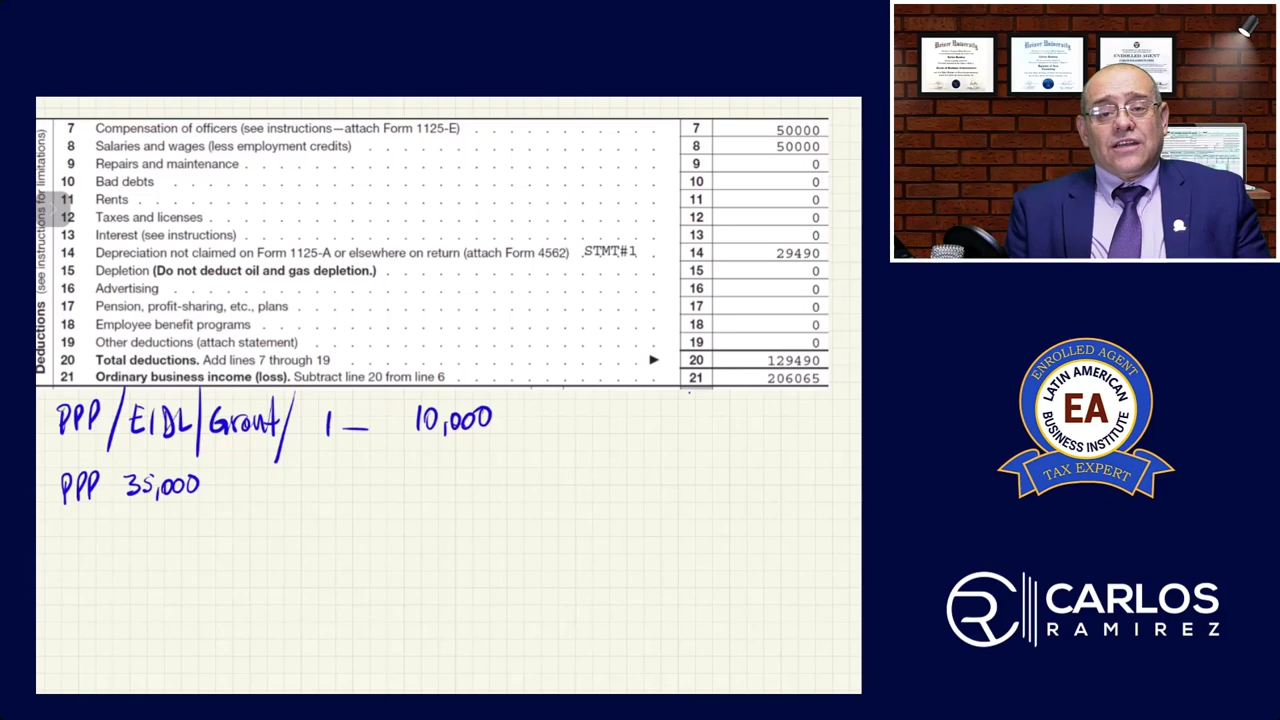 Keiser University
Keiser University
ENROLLED AGENT
Deductions (see instructions for limitations)
7 Compensation of officers (see instructions—attach Form 1125-E) 7 50000
8 Salaries and wages (less employment credits) 8 50000
9 Repairs and maintenance 9 0
10 Bad debts 10 0
11 Rents 11 0
12 Taxes and licenses 12 0
13 Interest (see instructions) 13 0
14 Depreciation not claimed on Form 1125-A or elsewhere on return (attach Form 4562) STMT#1 14 29490
15 Depletion (Do not deduct oil and gas depletion.) 15 0
16 Advertising 16 0
17 Pension, profit-sharing, etc., plans 17 0
18 Employee benefit programs 18 0
19 Other deductions (attach statement) 19 0
20 Total deductions. Add lines 7 through 19 20 129490
21 Ordinary business income (loss). Subtract line 20 from line 6 21 206065
PPP / EIDL / Grant / 1 — 10,000
PPP 35,000
ENROLLED AGENT
LATIN AMERICAN
EA
BUSINESS INSTITUTE
TAX EXPERT
CARLOS
RAMIREZ